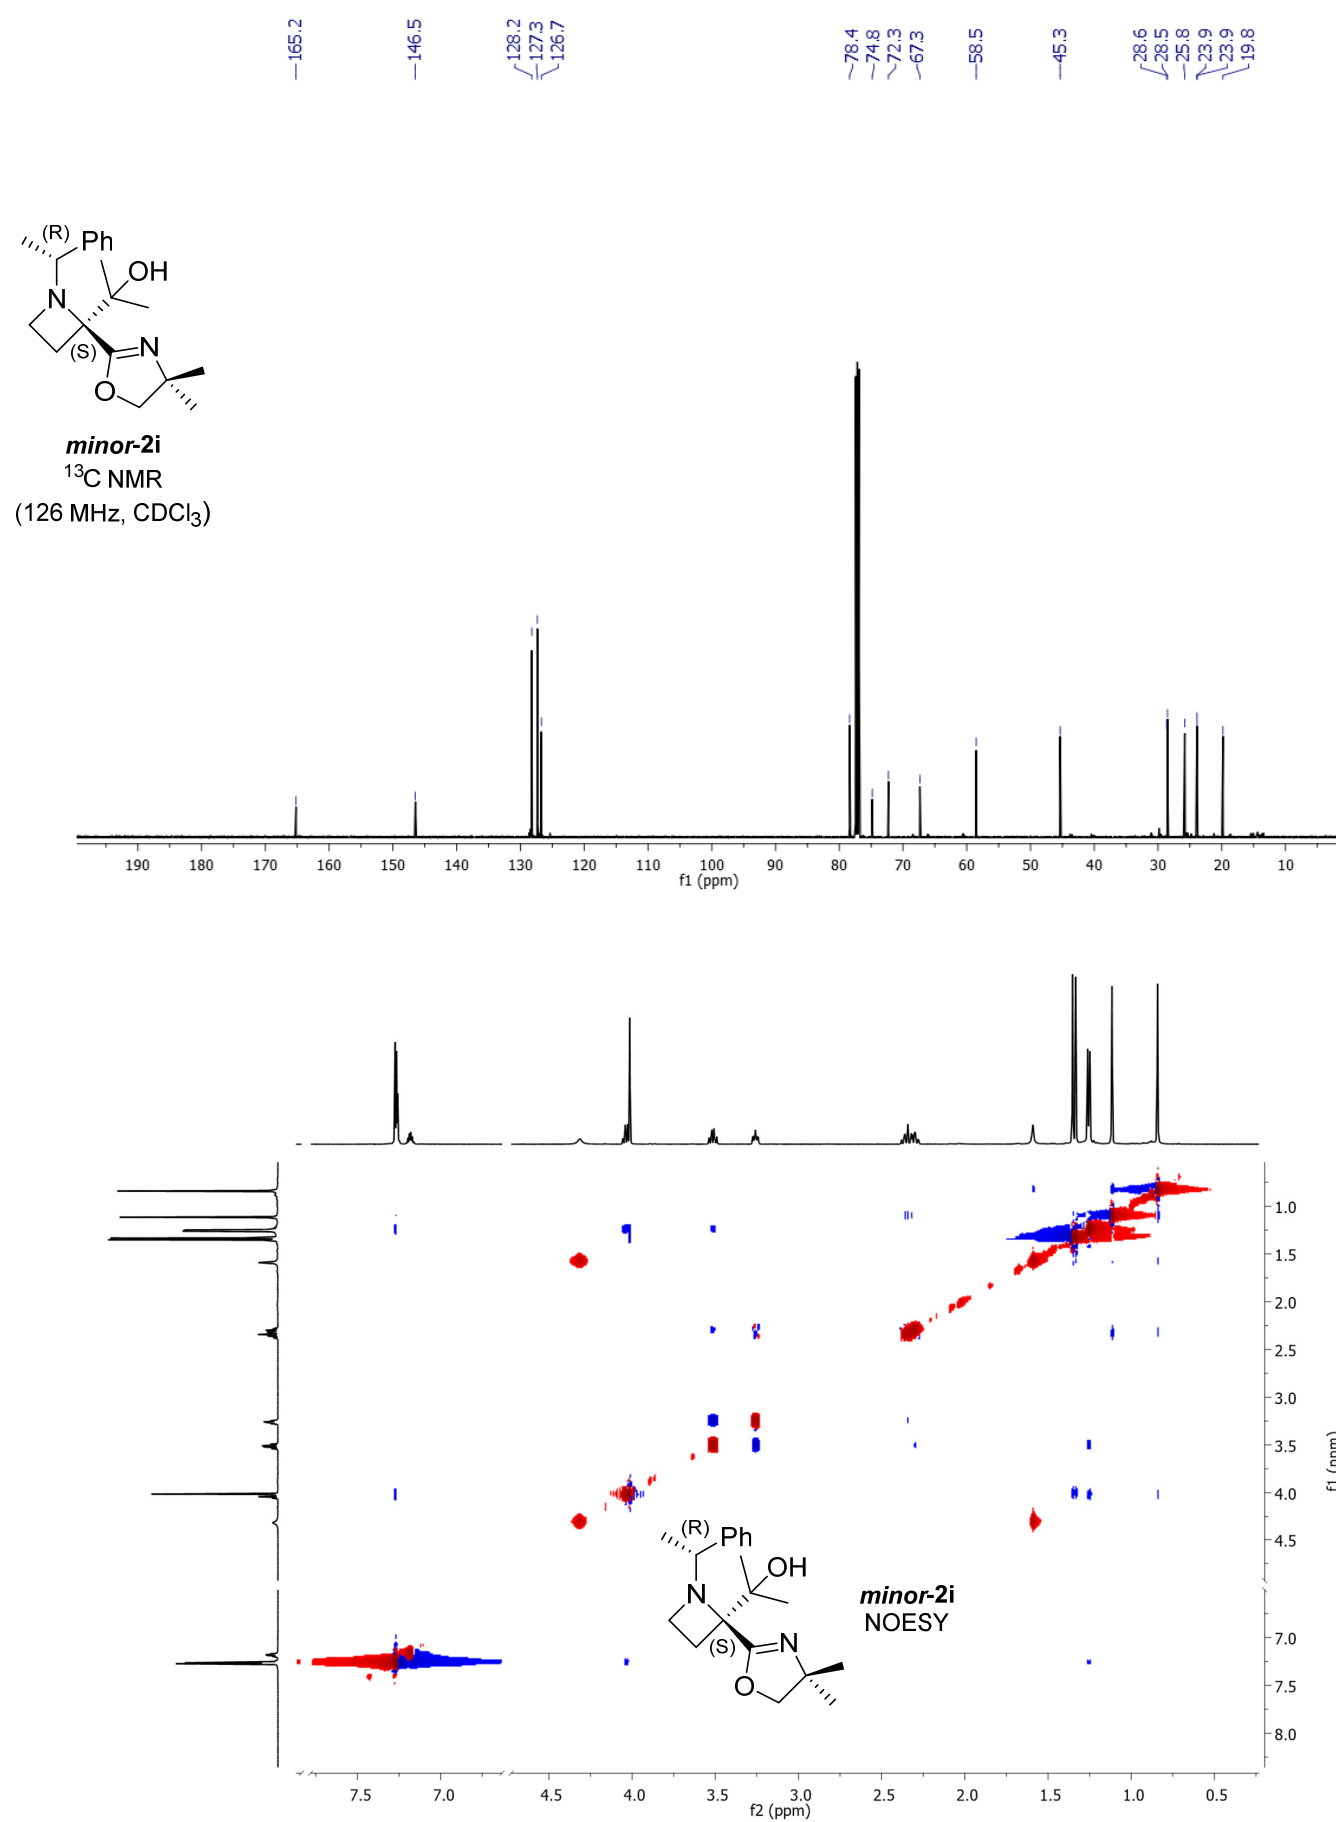 165.2
146.5
128.2
127.3
126.7
78.4
74.8
72.3
67.3
58.5
45.3
28.6
28.5
25.8
23.9
23.9
19.8
(R)
Ph
OH
N
(S)
N
O
minor-2i
¹³C NMR
(126 MHz, CDCl₃)
190 180 170 160 150 140 130 120 110 100 90 80 70 60 50 40 30 20 10
f1 (ppm)
1.0
1.5
2.0
2.5
3.0
3.5
4.0
4.5
7.0
7.5
8.0
f1 (ppm)
(R)
Ph
OH
N
(S)
N
O
minor-2i
NOESY
7.5 7.0 4.5 4.0 3.5 3.0 2.5 2.0 1.5 1.0 0.5
f2 (ppm)